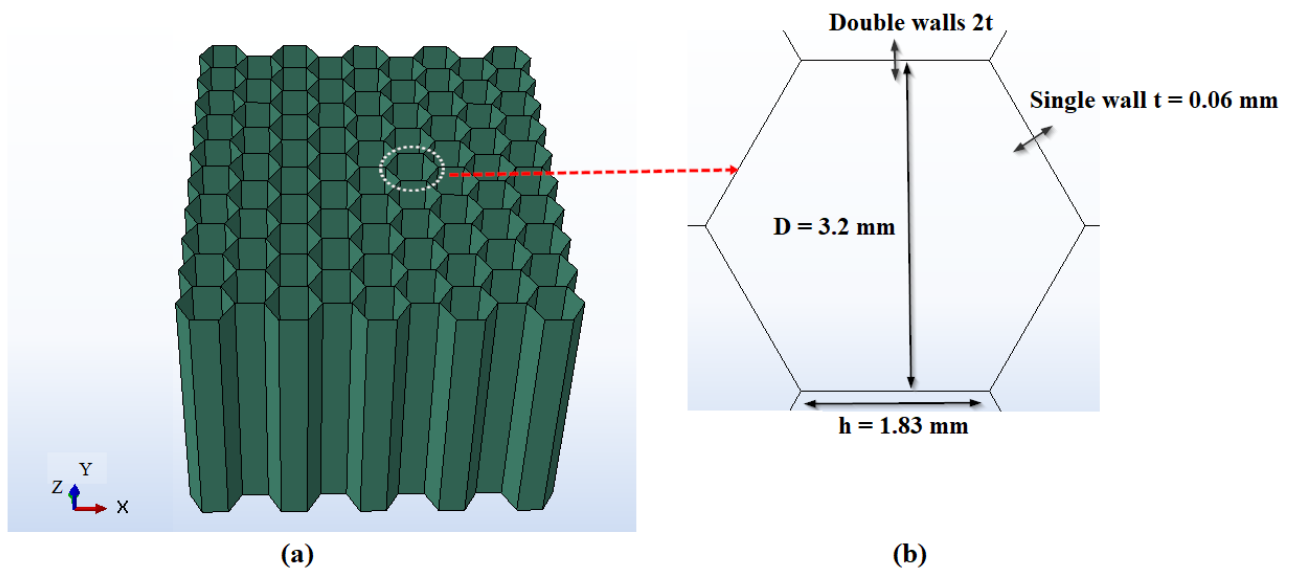 Double walls 2t
Single wall t = 0.06 mm
D = 3.2 mm
h = 1.83 mm
Y
Z
X
(a)
(b)